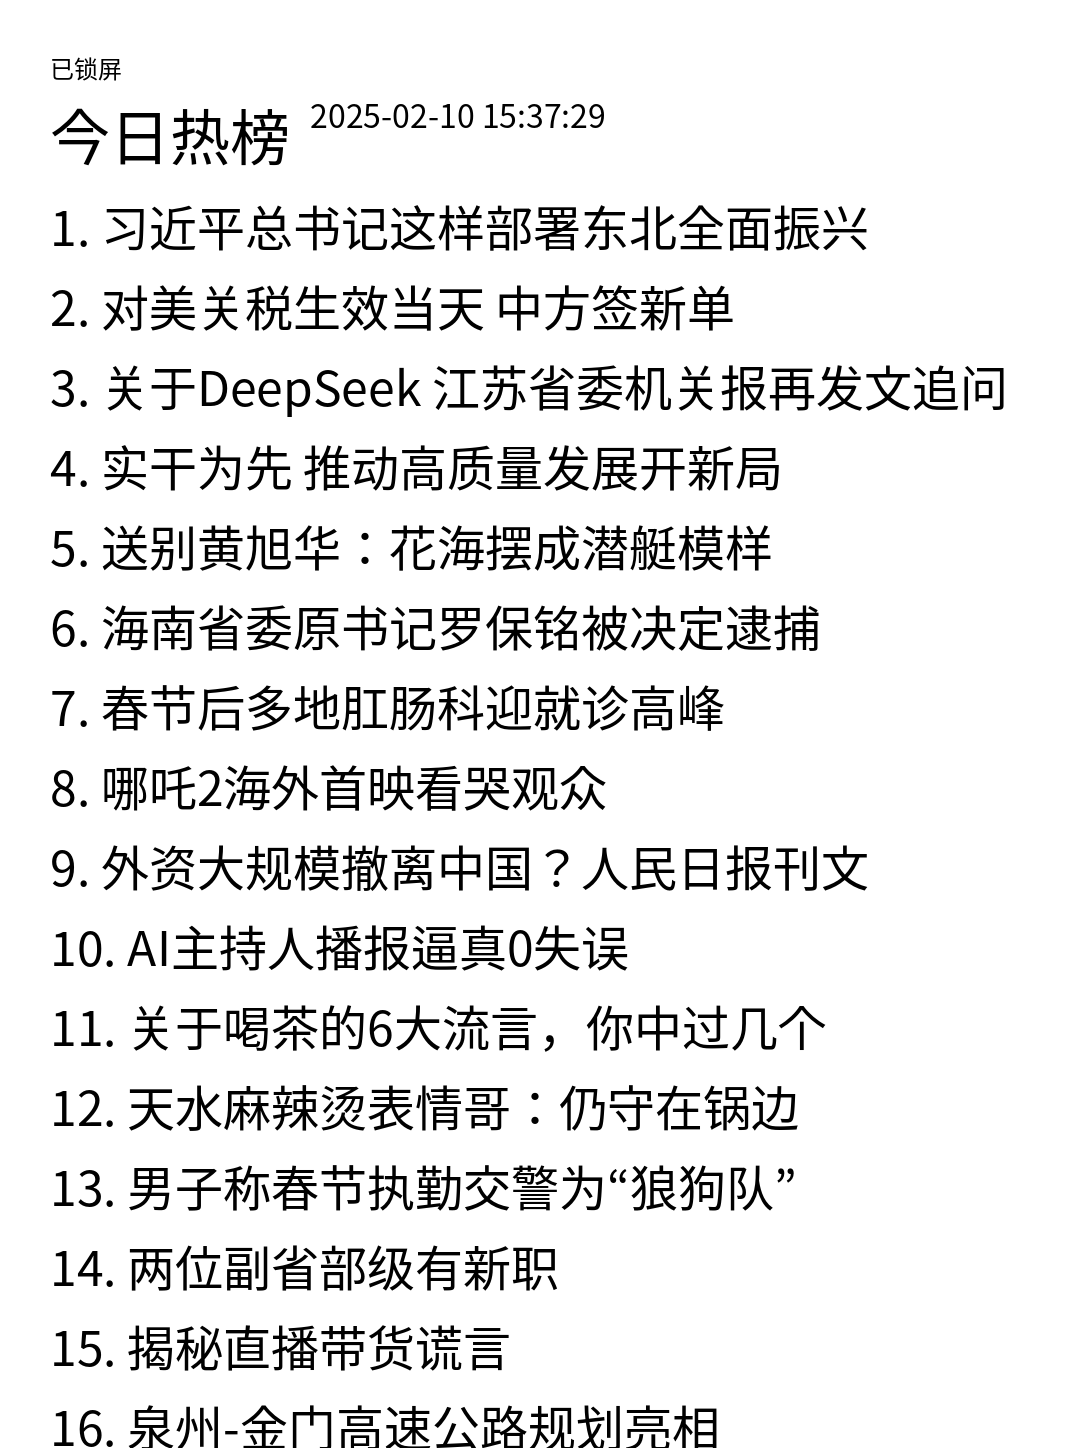 已锁屏
今日热榜 2025-02-10 15:37:29
1. 习近平总书记这样部署东北全面振兴
2. 对美关税生效当天 中方签新单
3. 关于DeepSeek 江苏省委机关报再发文追问
4. 实干为先 推动高质量发展开新局
5. 送别黄旭华：花海摆成潜艇模样
6. 海南省委原书记罗保铭被决定逮捕
7. 春节后多地肛肠科迎就诊高峰
8. 哪吒2海外首映看哭观众
9. 外资大规模撤离中国？人民日报刊文
10. AI主持人播报逼真0失误
11. 关于喝茶的6大流言，你中过几个
12. 天水麻辣烫表情哥：仍守在锅边
13. 男子称春节执勤交警为“狼狗队”
14. 两位副省部级有新职
15. 揭秘直播带货谎言
16. 泉州-金门高速公路规划亮相